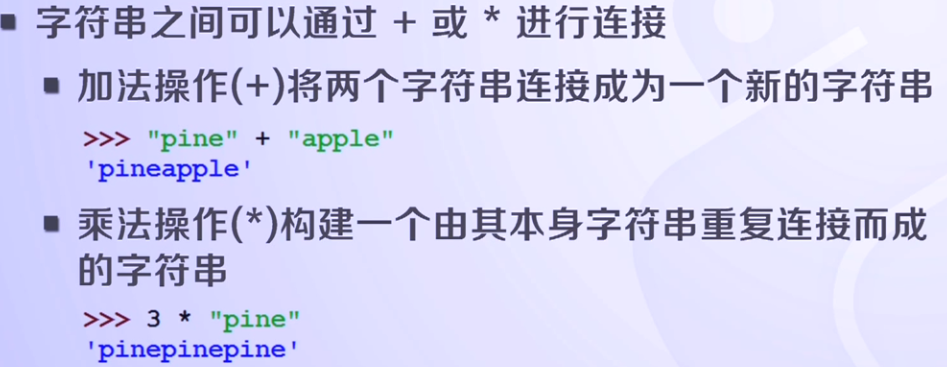 ■ 字符串之间可以通过 + 或 * 进行连接
■ 加法操作(+)将两个字符串连接成为一个新的字符串
>>> "pine" + "apple"
'pineapple'
■ 乘法操作(*)构建一个由其本身字符串重复连接而成
的字符串
>>> 3 * "pine"
'pinepinepine'